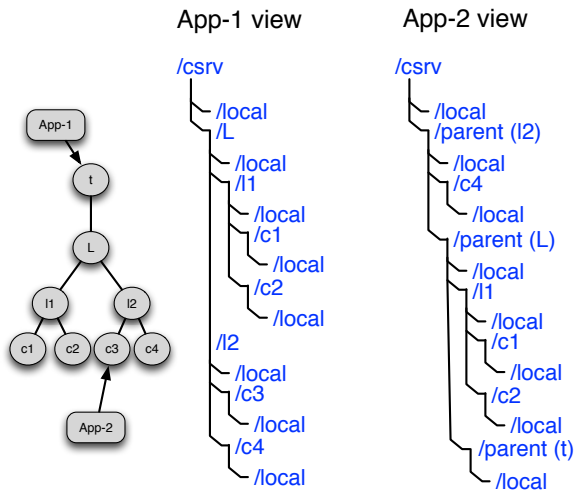 App-1 view
App-2 view
App-1
t
L
l1
l2
c1
c2
c3
c4
App-2
/csrv
/local
/L
/local
/l1
/local
/c1
/local
/c2
/local
/l2
/local
/c3
/local
/c4
/local
/csrv
/local
/parent (l2)
/local
/c4
/local
/parent (L)
/local
/l1
/local
/c1
/local
/c2
/local
/parent (t)
/local